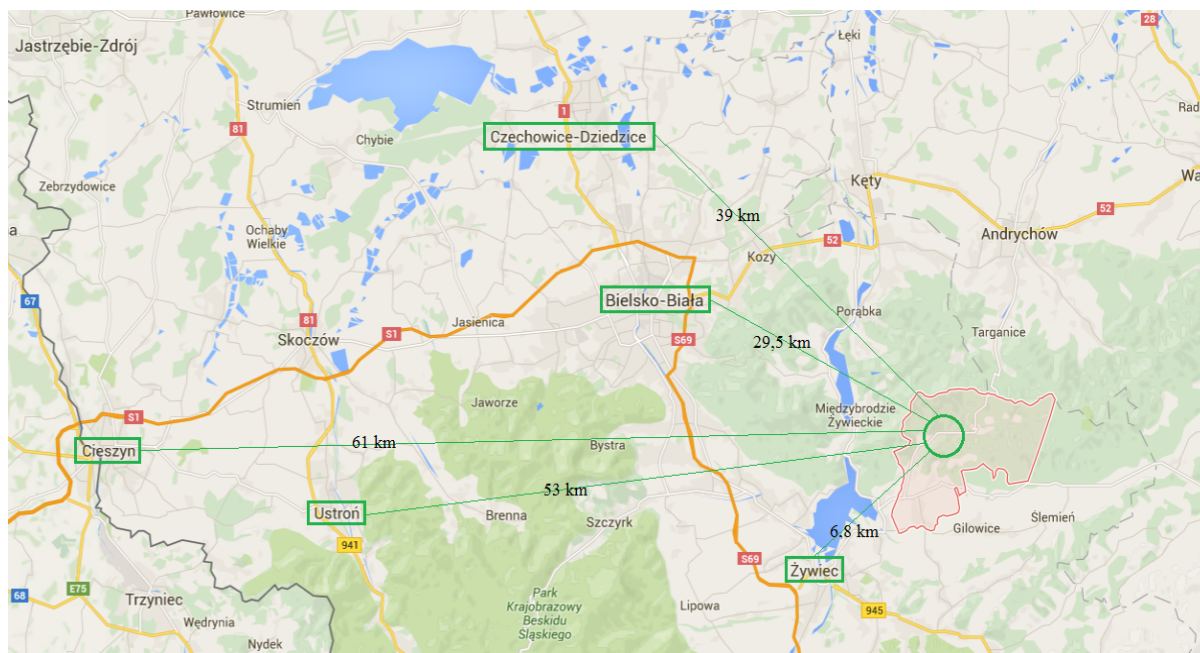 Pawłowice
28
Jastrzębie-Zdrój
Łęki
Strumień
1
Rad
81
Czechowice-Dziedzice
Chybie
Zebrzydowice
Kęty
Wa
39 km
52
a
Ochaby
Wielkie
Andrychów
52
Kozy
67
Bielsko-Biała
Porąbka
81
Jasienica
S1
Skoczów
S69
29,5 km
Targanice
Jaworze
Międzybrodzie
Żywieckie
S1
Cieszyn
61 km
Bystra
53 km
Ustroń
Brenna
Szczyrk
Ślemień
Gilowice
6,8 km
941
S69
Żywiec
E75
68
Trzyniec
Park
Krajobrazowy
Beskidu
Śląskiego
Lipowa
945
Wędrynia
Nydek